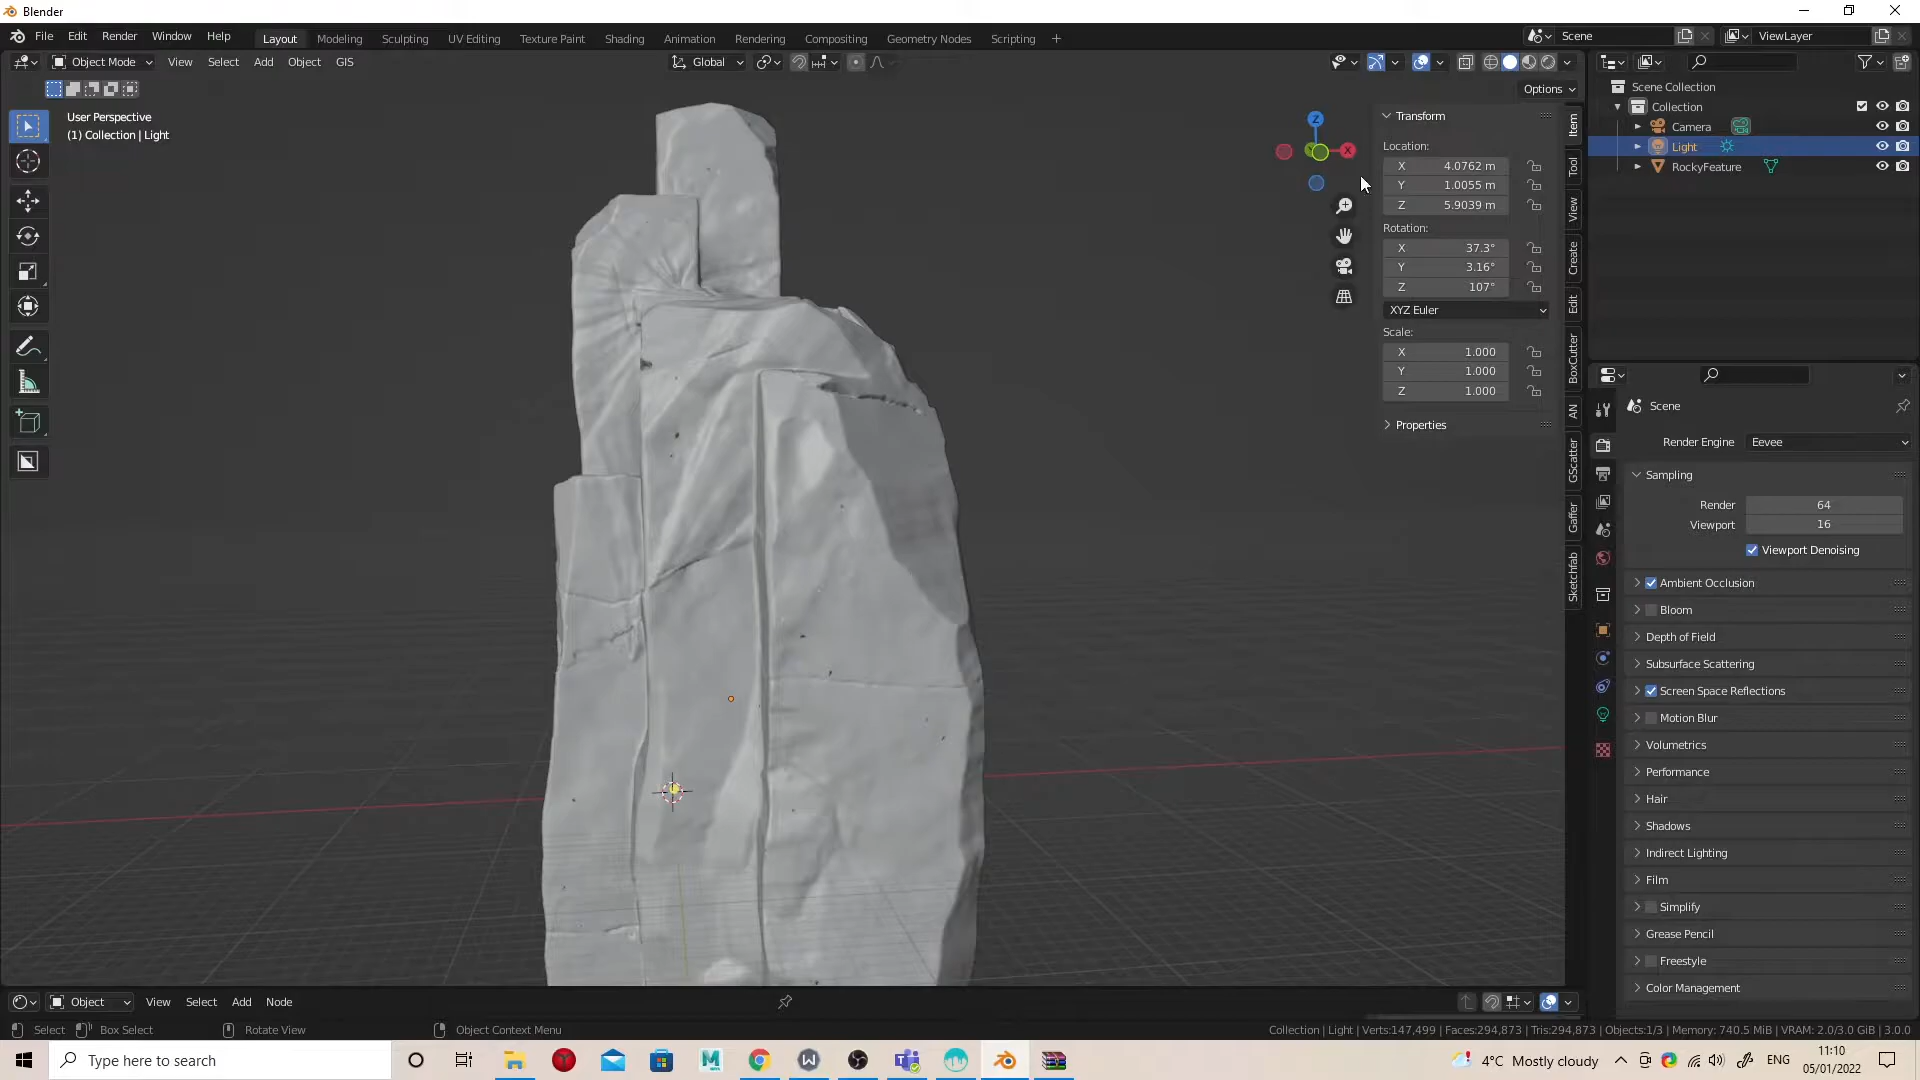 Blender
File Edit Render Window Help
Layout Modeling Sculpting UV Editing Texture Paint Shading Animation Rendering Compositing Geometry Nodes Scripting +
Scene
ViewLayer
Object Mode View Select Add Object GIS
Global
Options
User Perspective
(1) Collection | Light
Z
X
Transform
Location:
X 4.0762 m
Y 1.0055 m
Z 5.9039 m
Rotation:
X 37.3°
Y 3.16°
Z 107°
XYZ Euler
Scale:
X 1.000
Y 1.000
Z 1.000
Properties
Item
Tool
View
Create
Edit
BoxCutter
AN
GScatter
Gaffer
Sketchfab
Scene Collection
Collection
Camera
Light
RockyFeature
Scene
Render Engine Eevee
Sampling
Render 64
Viewport 16
Viewport Denoising
Ambient Occlusion
Bloom
Depth of Field
Subsurface Scattering
Screen Space Reflections
Motion Blur
Volumetrics
Performance
Hair
Shadows
Indirect Lighting
Film
Simplify
Grease Pencil
Freestyle
Color Management
Object View Select Add Node
Select Box Select Rotate View Object Context Menu
Collection | Light | Verts:147,499 | Faces:294,873 | Tris:294,873 | Objects:1/3 | Memory: 740.5 MiB | VRAM: 2.0/3.0 GiB | 3.0.0
Type here to search
4°C Mostly cloudy
ENG
11:10
05/01/2022